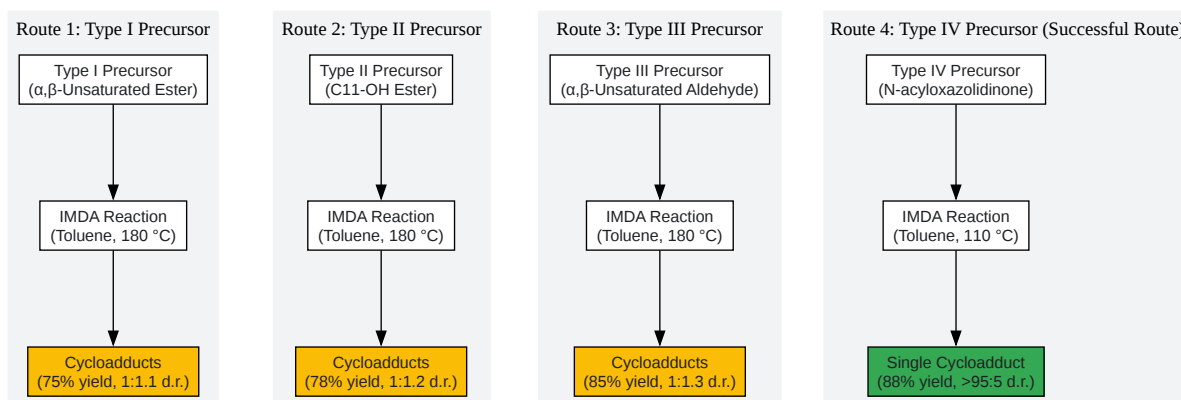 Route 1: Type I Precursor
Type I Precursor
(α,β-Unsaturated Ester)
IMDA Reaction
(Toluene, 180 °C)
Cycloadducts
(75% yield, 1:1.1 d.r.)
Route 2: Type II Precursor
Type II Precursor
(C11-OH Ester)
IMDA Reaction
(Toluene, 180 °C)
Cycloadducts
(78% yield, 1:1.2 d.r.)
Route 3: Type III Precursor
Type III Precursor
(α,β-Unsaturated Aldehyde)
IMDA Reaction
(Toluene, 180 °C)
Cycloadducts
(85% yield, 1:1.3 d.r.)
Route 4: Type IV Precursor (Successful Route)
Type IV Precursor
(N-acyloxazolidinone)
IMDA Reaction
(Toluene, 110 °C)
Single Cycloadduct
(88% yield, >95:5 d.r.)